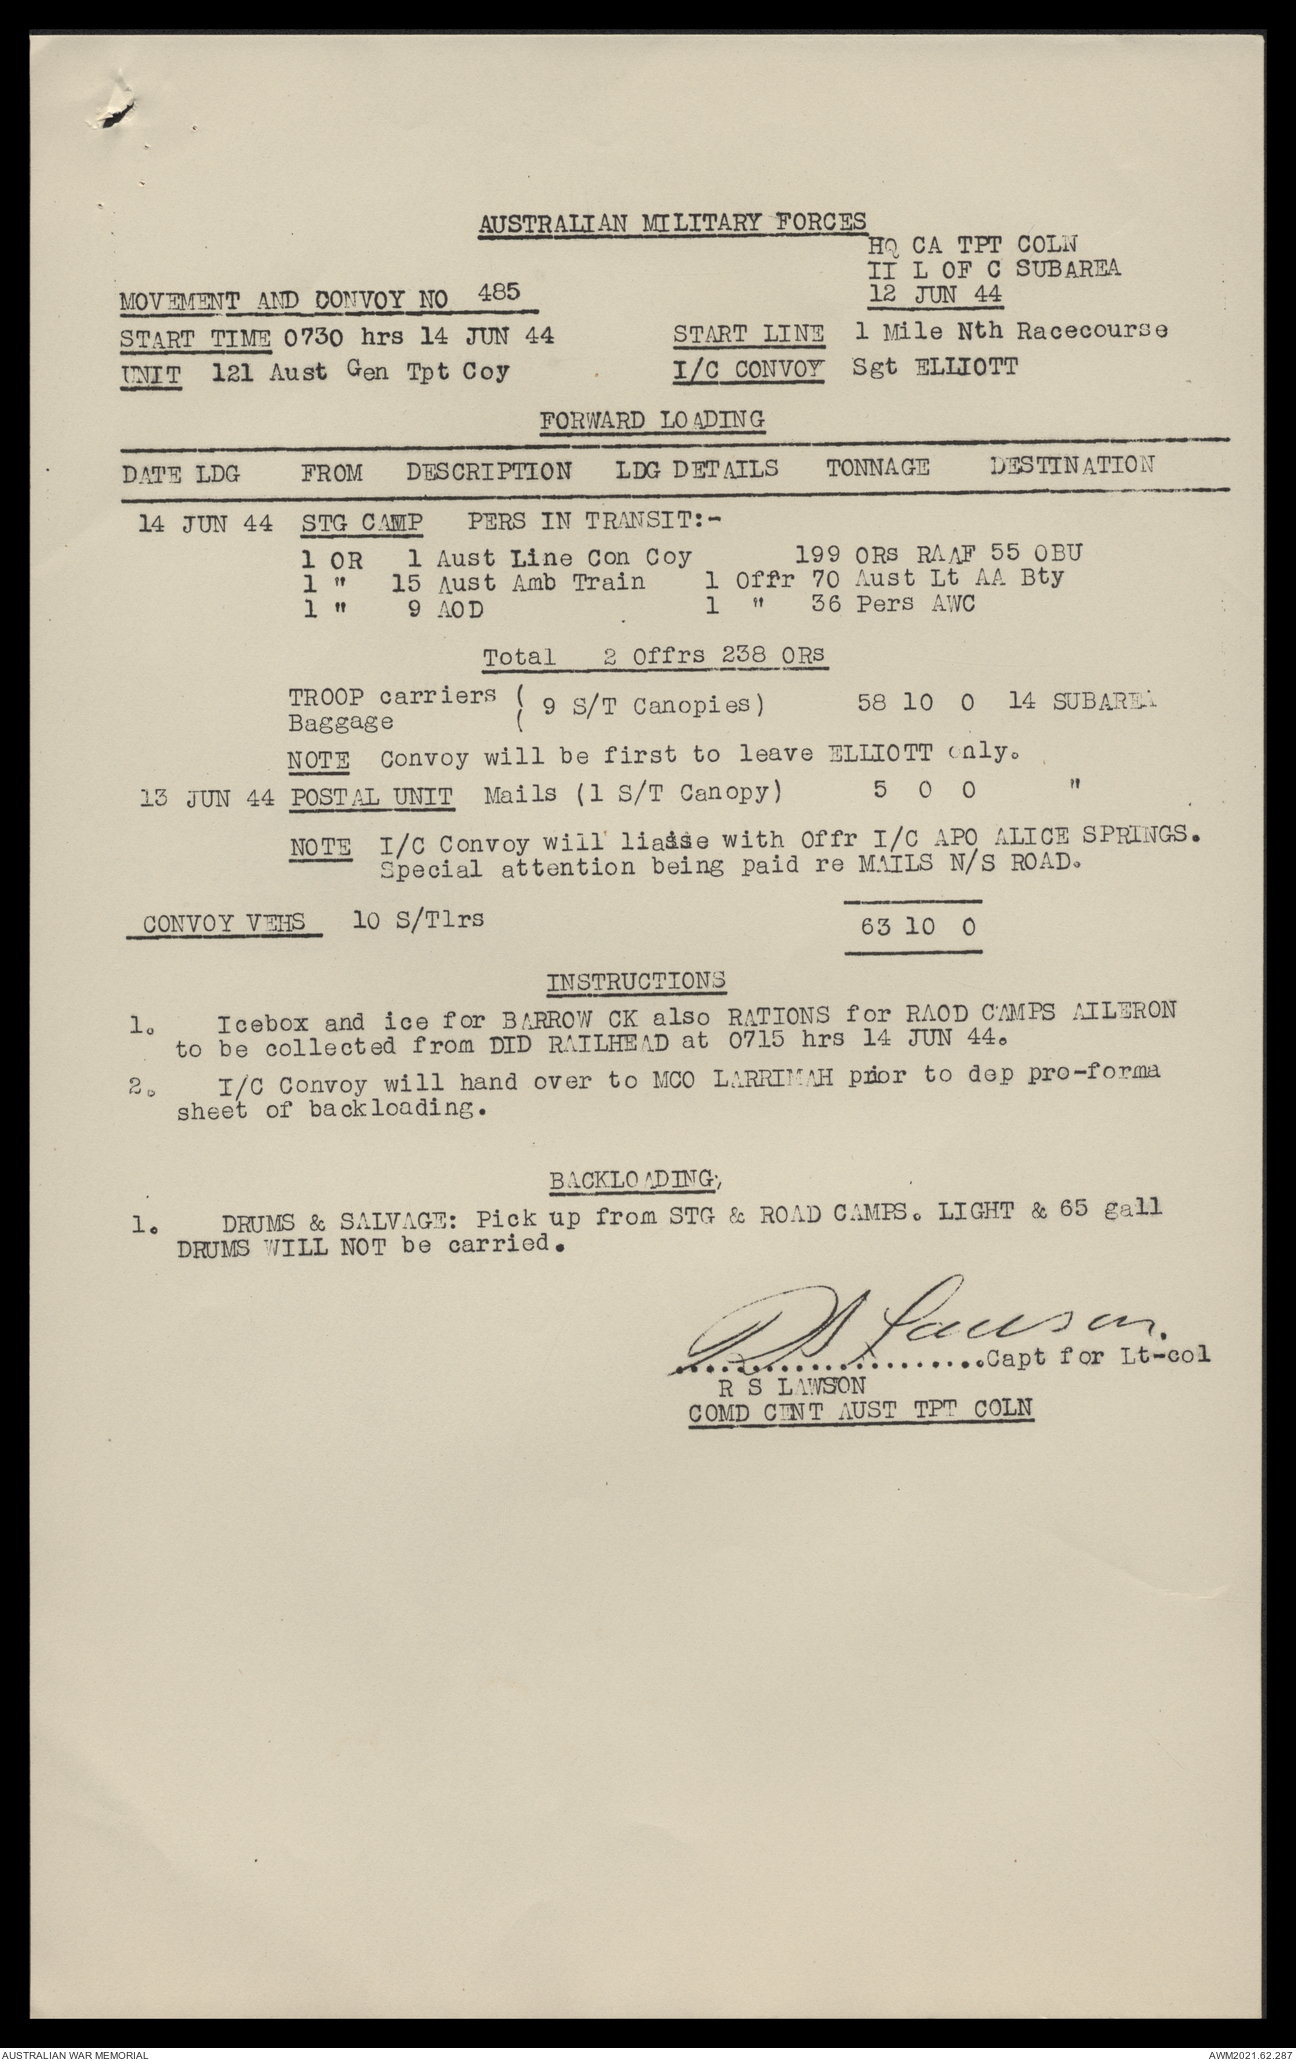 AUSTRALIAN MILITARY FORCES
HQ CA TPT COLN
II L OF C SUBAREA
12 JUN 44
MOVEMENT AND CONVOY NO 485
START TIME 0730 hrs 14 JUN 44 START LINE 1 Mile Nth Racecourse
UNIT 121 Aust Gen Tpt Coy I/C CONVOY Sgt ELLIOTT
FORWARD LOADING
DATE LDG FROM DESCRIPTION LDG DETAILS TONNAGE DESTINATION
14 JUN 44 STG CAMP PERS IN TRANSIT:-
1 OR 1 Aust Line Con Coy 199 ORs RAAF 55 OBU
1 " 15 Aust Amb Train 1 Offr 70 Aust Lt AA Bty
1 " 9 AOD 1 " 36 Pers AWC
Total 2 Offrs 238 ORs
TROOP carriers ( 9 S/T Canopies) 58 10 0 14 SUBAREA
Baggage (
NOTE Convoy will be first to leave ELLIOTT only.
13 JUN 44 POSTAL UNIT Mails (1 S/T Canopy) 5 0 0 "
NOTE I/C Convoy will liaise with Offr I/C APO ALICE SPRINGS.
Special attention being paid re MAILS N/S ROAD.
CONVOY VEHS 10 S/Tlrs 63 10 0
INSTRUCTIONS
1. Icebox and ice for BARROW CK also RATIONS for RAOD CAMPS AILERON
to be collected from DID RAILHEAD at 0715 hrs 14 JUN 44.
2. I/C Convoy will hand over to MCO LARRIMAH prior to dep pro-forma
sheet of backloading.
BACKLOADING;
1. DRUMS & SALVAGE: Pick up from STG & ROAD CAMPS. LIGHT & 65 gall
DRUMS WILL NOT be carried.
R S Lawson.
.....................Capt for Lt-col
R S LAWSON
COMD CENT AUST TPT COLN
AUSTRALIAN WAR MEMORIAL AWM2021.62.287